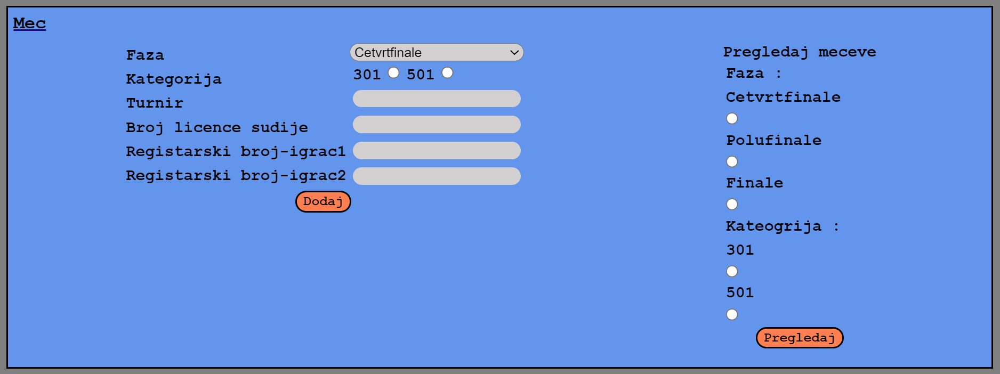 Mec
Faza Cetvrtfinale
Kategorija 301 501
Turnir
Broj licence sudije
Registarski broj-igrac1
Registarski broj-igrac2
Dodaj
Pregledaj meceve
Faza :
Cetvrtfinale
Polufinale
Finale
Kateogrija :
301
501
Pregledaj